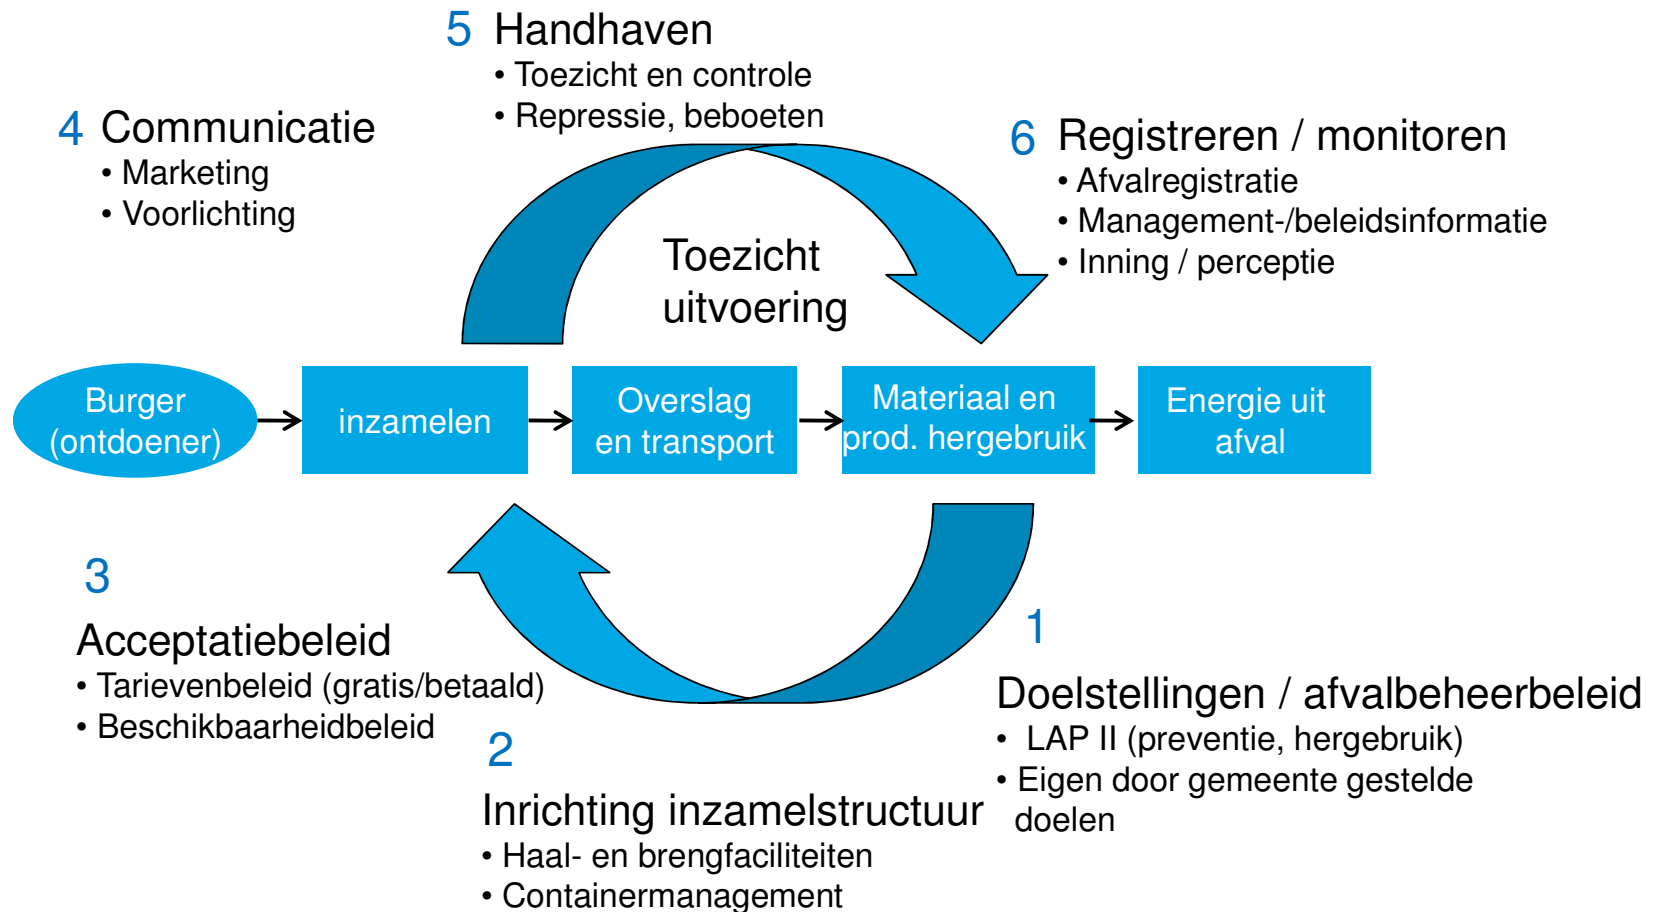 5 Handhaven
• Toezicht en controle
• Repressie, beboeten
4 Communicatie
• Marketing
• Voorlichting
6 Registreren / monitoren
• Afvalregistratie
• Management-/beleidsinformatie
• Inning / perceptie
Toezicht
uitvoering
Burger
(ontdoener)
inzamelen
Overslag
en transport
Materiaal en
prod. hergebruik
Energie uit
afval
3
Acceptatiebeleid
• Tarievenbeleid (gratis/betaald)
• Beschikbaarheidbeleid
2
Inrichting inzamelstructuur
• Haal- en brengfaciliteiten
• Containermanagement
1
Doelstellingen / afvalbeheerbeleid
• LAP II (preventie, hergebruik)
• Eigen door gemeente gestelde
doelen